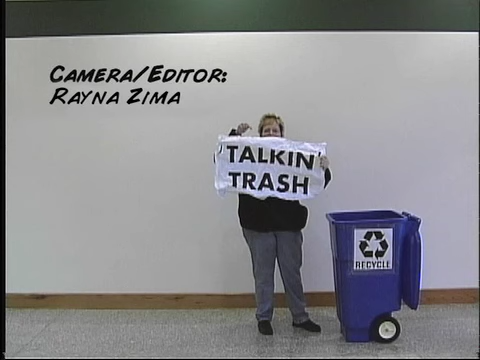 CAMERA/EDITOR:
RAYNA ZIMA
'TALKIN'
TRASH
RECYCLE